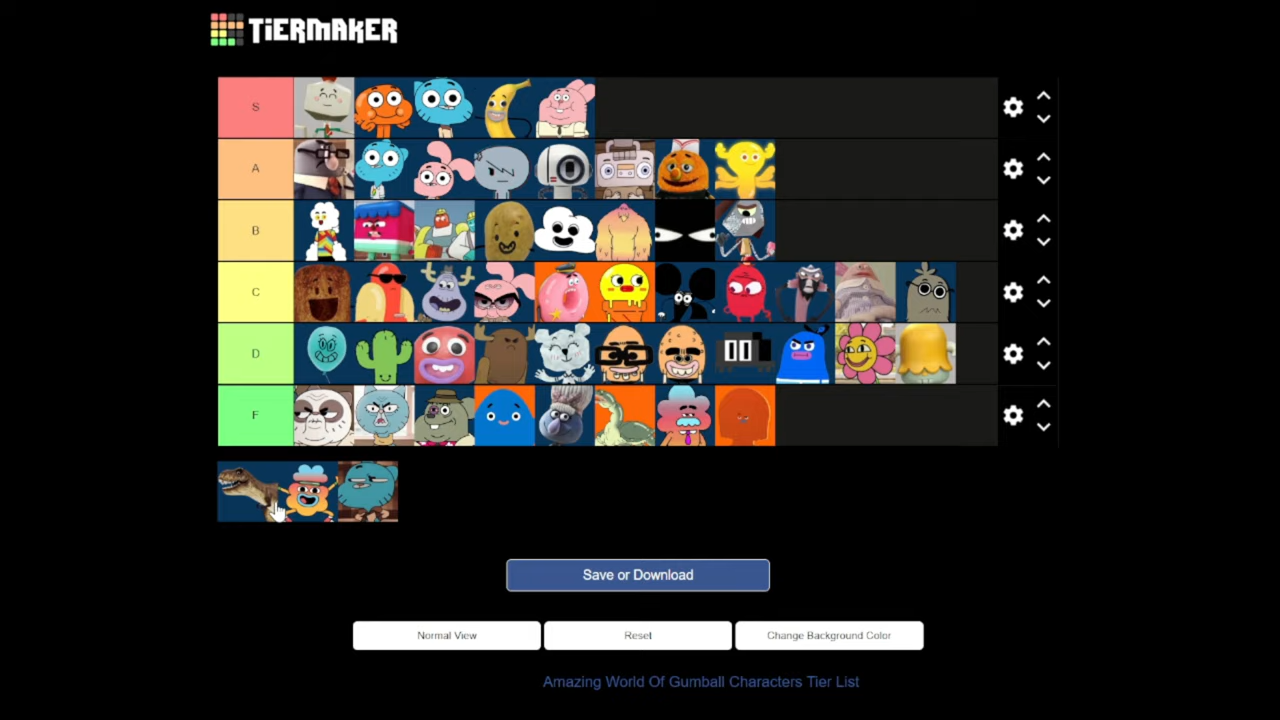 TiERMAKER
S
A
B
C
D
F
Save or Download
Normal View
Reset
Change Background Color
Amazing World Of Gumball Characters Tier List